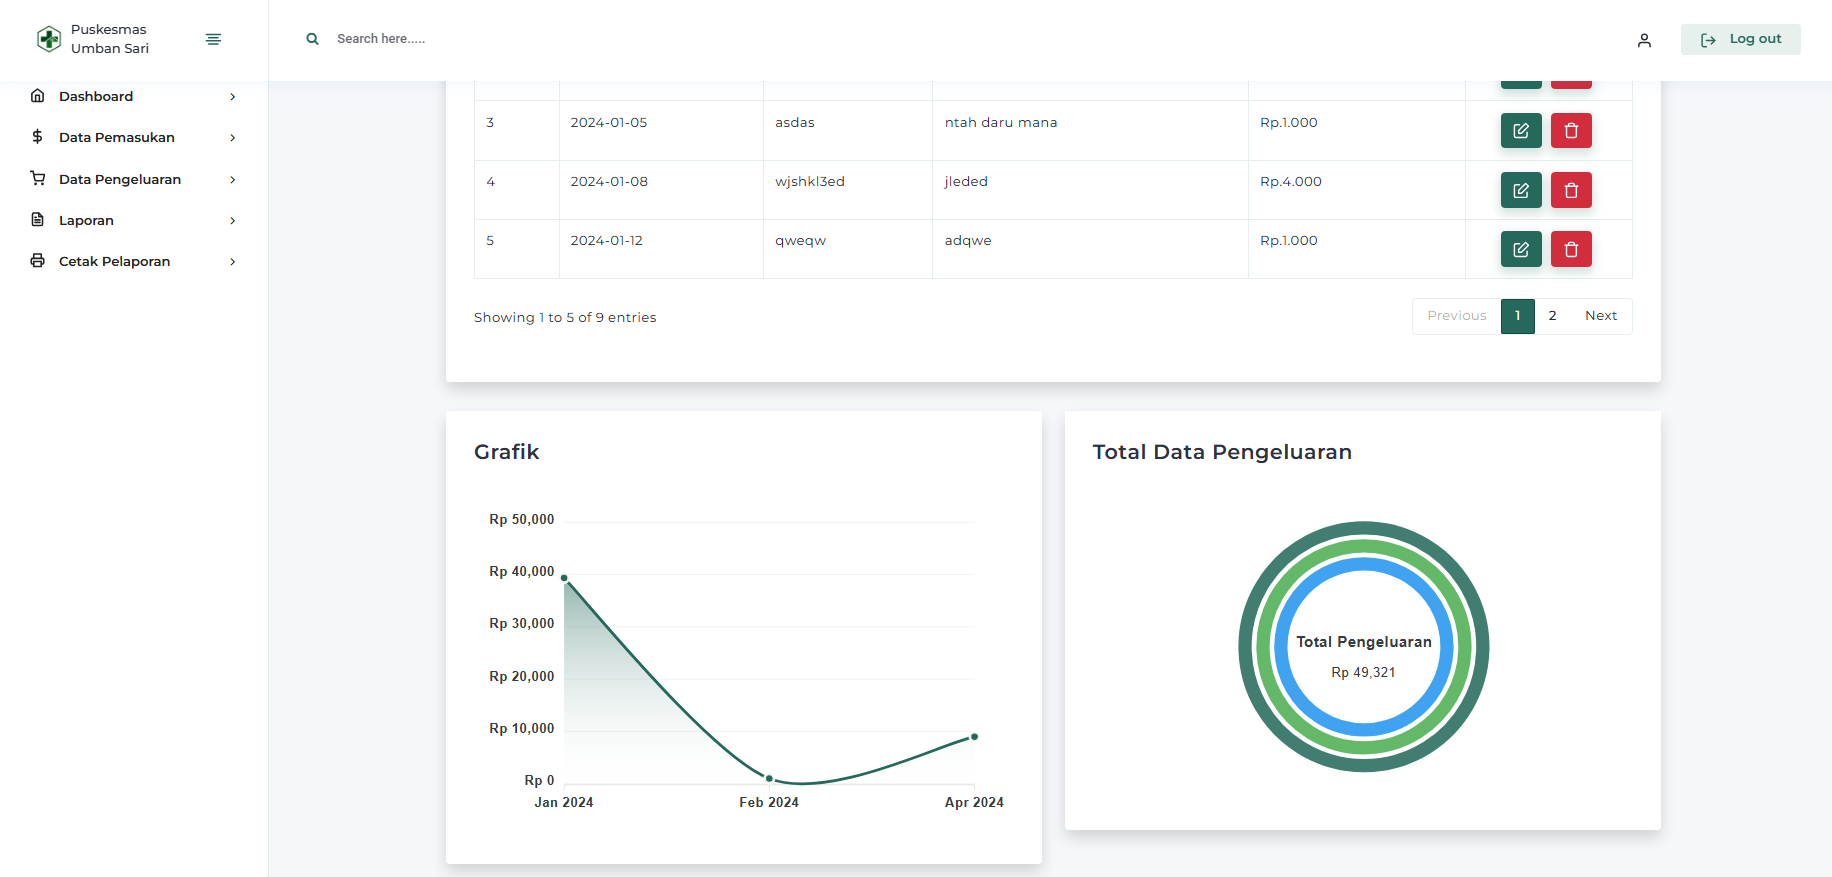 Puskesmas
Umban Sari
Search here.....
Log out
Dashboard
Data Pemasukan
Data Pengeluaran
Laporan
Cetak Pelaporan
3 2024-01-05 asdas ntah daru mana Rp.1.000
4 2024-01-08 wjshkl3ed jleded Rp.4.000
5 2024-01-12 qweqw adqwe Rp.1.000
Showing 1 to 5 of 9 entries
Previous 1 2 Next
Grafik
Rp 50,000
Rp 40,000
Rp 30,000
Rp 20,000
Rp 10,000
Rp 0
Jan 2024 Feb 2024 Apr 2024
Total Data Pengeluaran
Total Pengeluaran
Rp 49,321